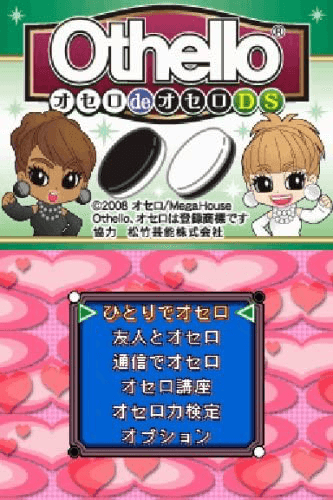 Othello®
オセロdeオセロDS
©2008 オセロ/MegaHouse
Othello、オセロは登録商標です
協力 松竹芸能株式会社
ひとりでオセロ
友人とオセロ
通信でオセロ
オセロ講座
オセロ力検定
オプション